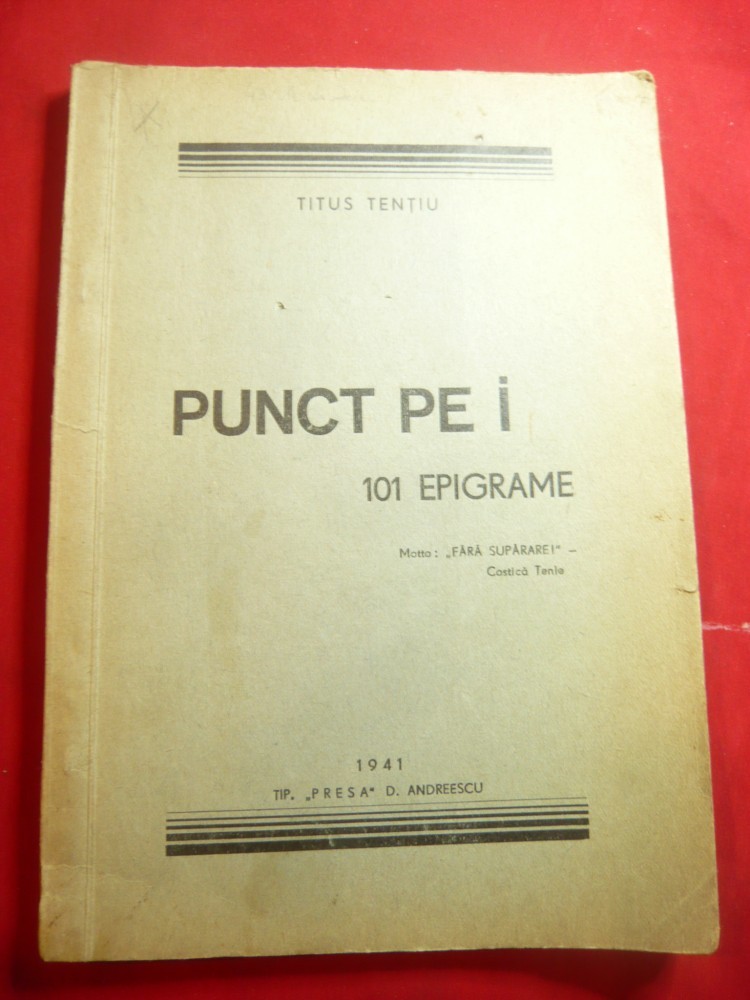 TITUS TENȚIU
PUNCT PE i
101 EPIGRAME
Motto: „FĂRĂ SUPĂRARE!" –
Costică Tenie
1941
TIP. „PRESA" D. ANDREESCU